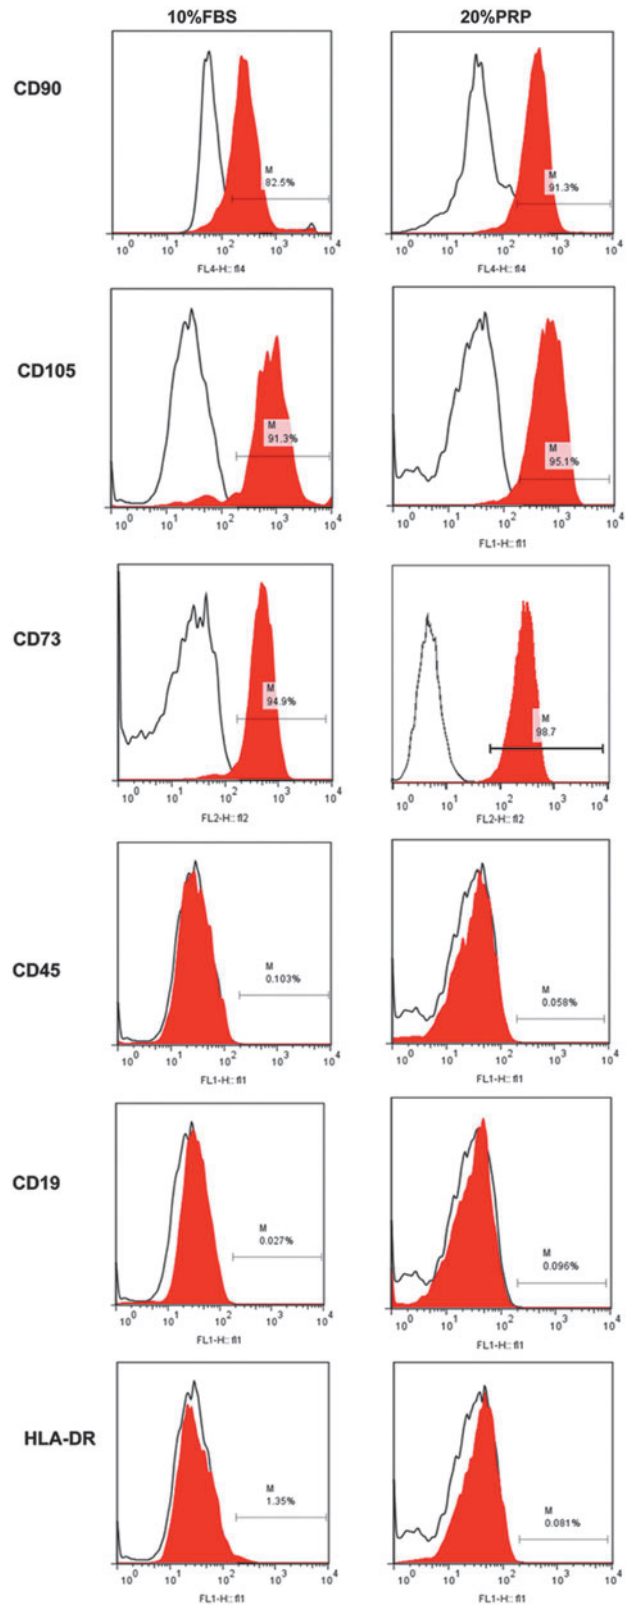 10%FBS 20%PRP
CD90
M
82.5%
10^0 10^1 10^2 10^3 10^4
FL4-H:: fl4
M
91.3%
10^0 10^1 10^2 10^3 10^4
FL4-H:: fl4
CD105
M
91.3%
10^0 10^1 10^2 10^3 10^4
M
95.1%
10^0 10^1 10^2 10^3 10^4
FL1-H:: fl1
CD73
M
94.9%
10^0 10^1 10^2 10^3 10^4
FL2-H:: fl2
M
98.7
10^0 10^1 10^2 10^3 10^4
FL2-H:: fl2
CD45
M
0.103%
10^0 10^1 10^2 10^3 10^4
FL1-H:: fl1
M
0.058%
10^0 10^1 10^2 10^3 10^4
FL1-H:: fl1
CD19
M
0.027%
10^0 10^1 10^2 10^3 10^4
FL1-H:: fl1
M
0.096%
10^0 10^1 10^2 10^3 10^4
FL1-H:: fl1
HLA-DR
M
1.35%
10^0 10^1 10^2 10^3 10^4
FL1-H:: fl1
M
0.081%
10^0 10^1 10^2 10^3 10^4
FL1-H:: fl1